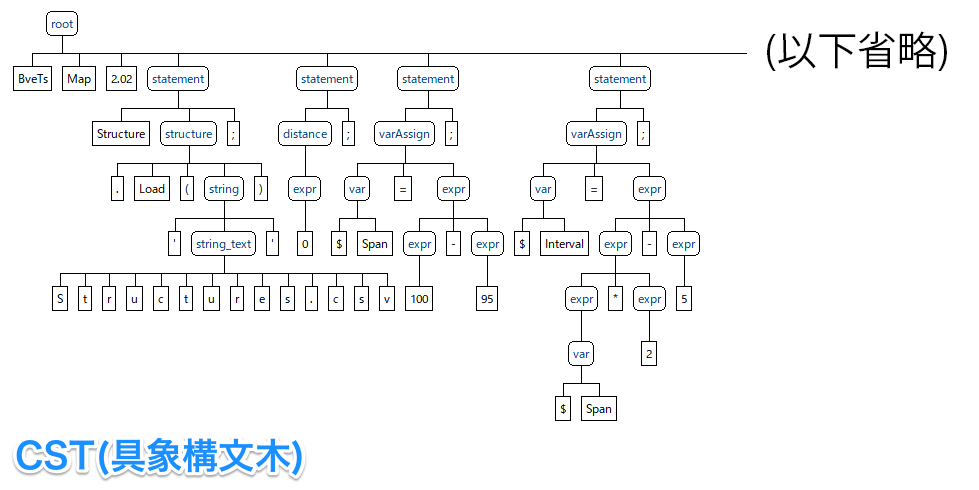 root
(以下省略)
BveTs Map 2.02 statement statement statement statement
Structure structure ; distance ; varAssign ; varAssign ;
. Load ( string ) expr var = expr var = expr
' string_text ' 0 $ Span expr - expr $ Interval expr - expr
S t r u c t u r e s . c s v 100 95 expr * expr 5
var 2
$ Span
CST(具象構文木)